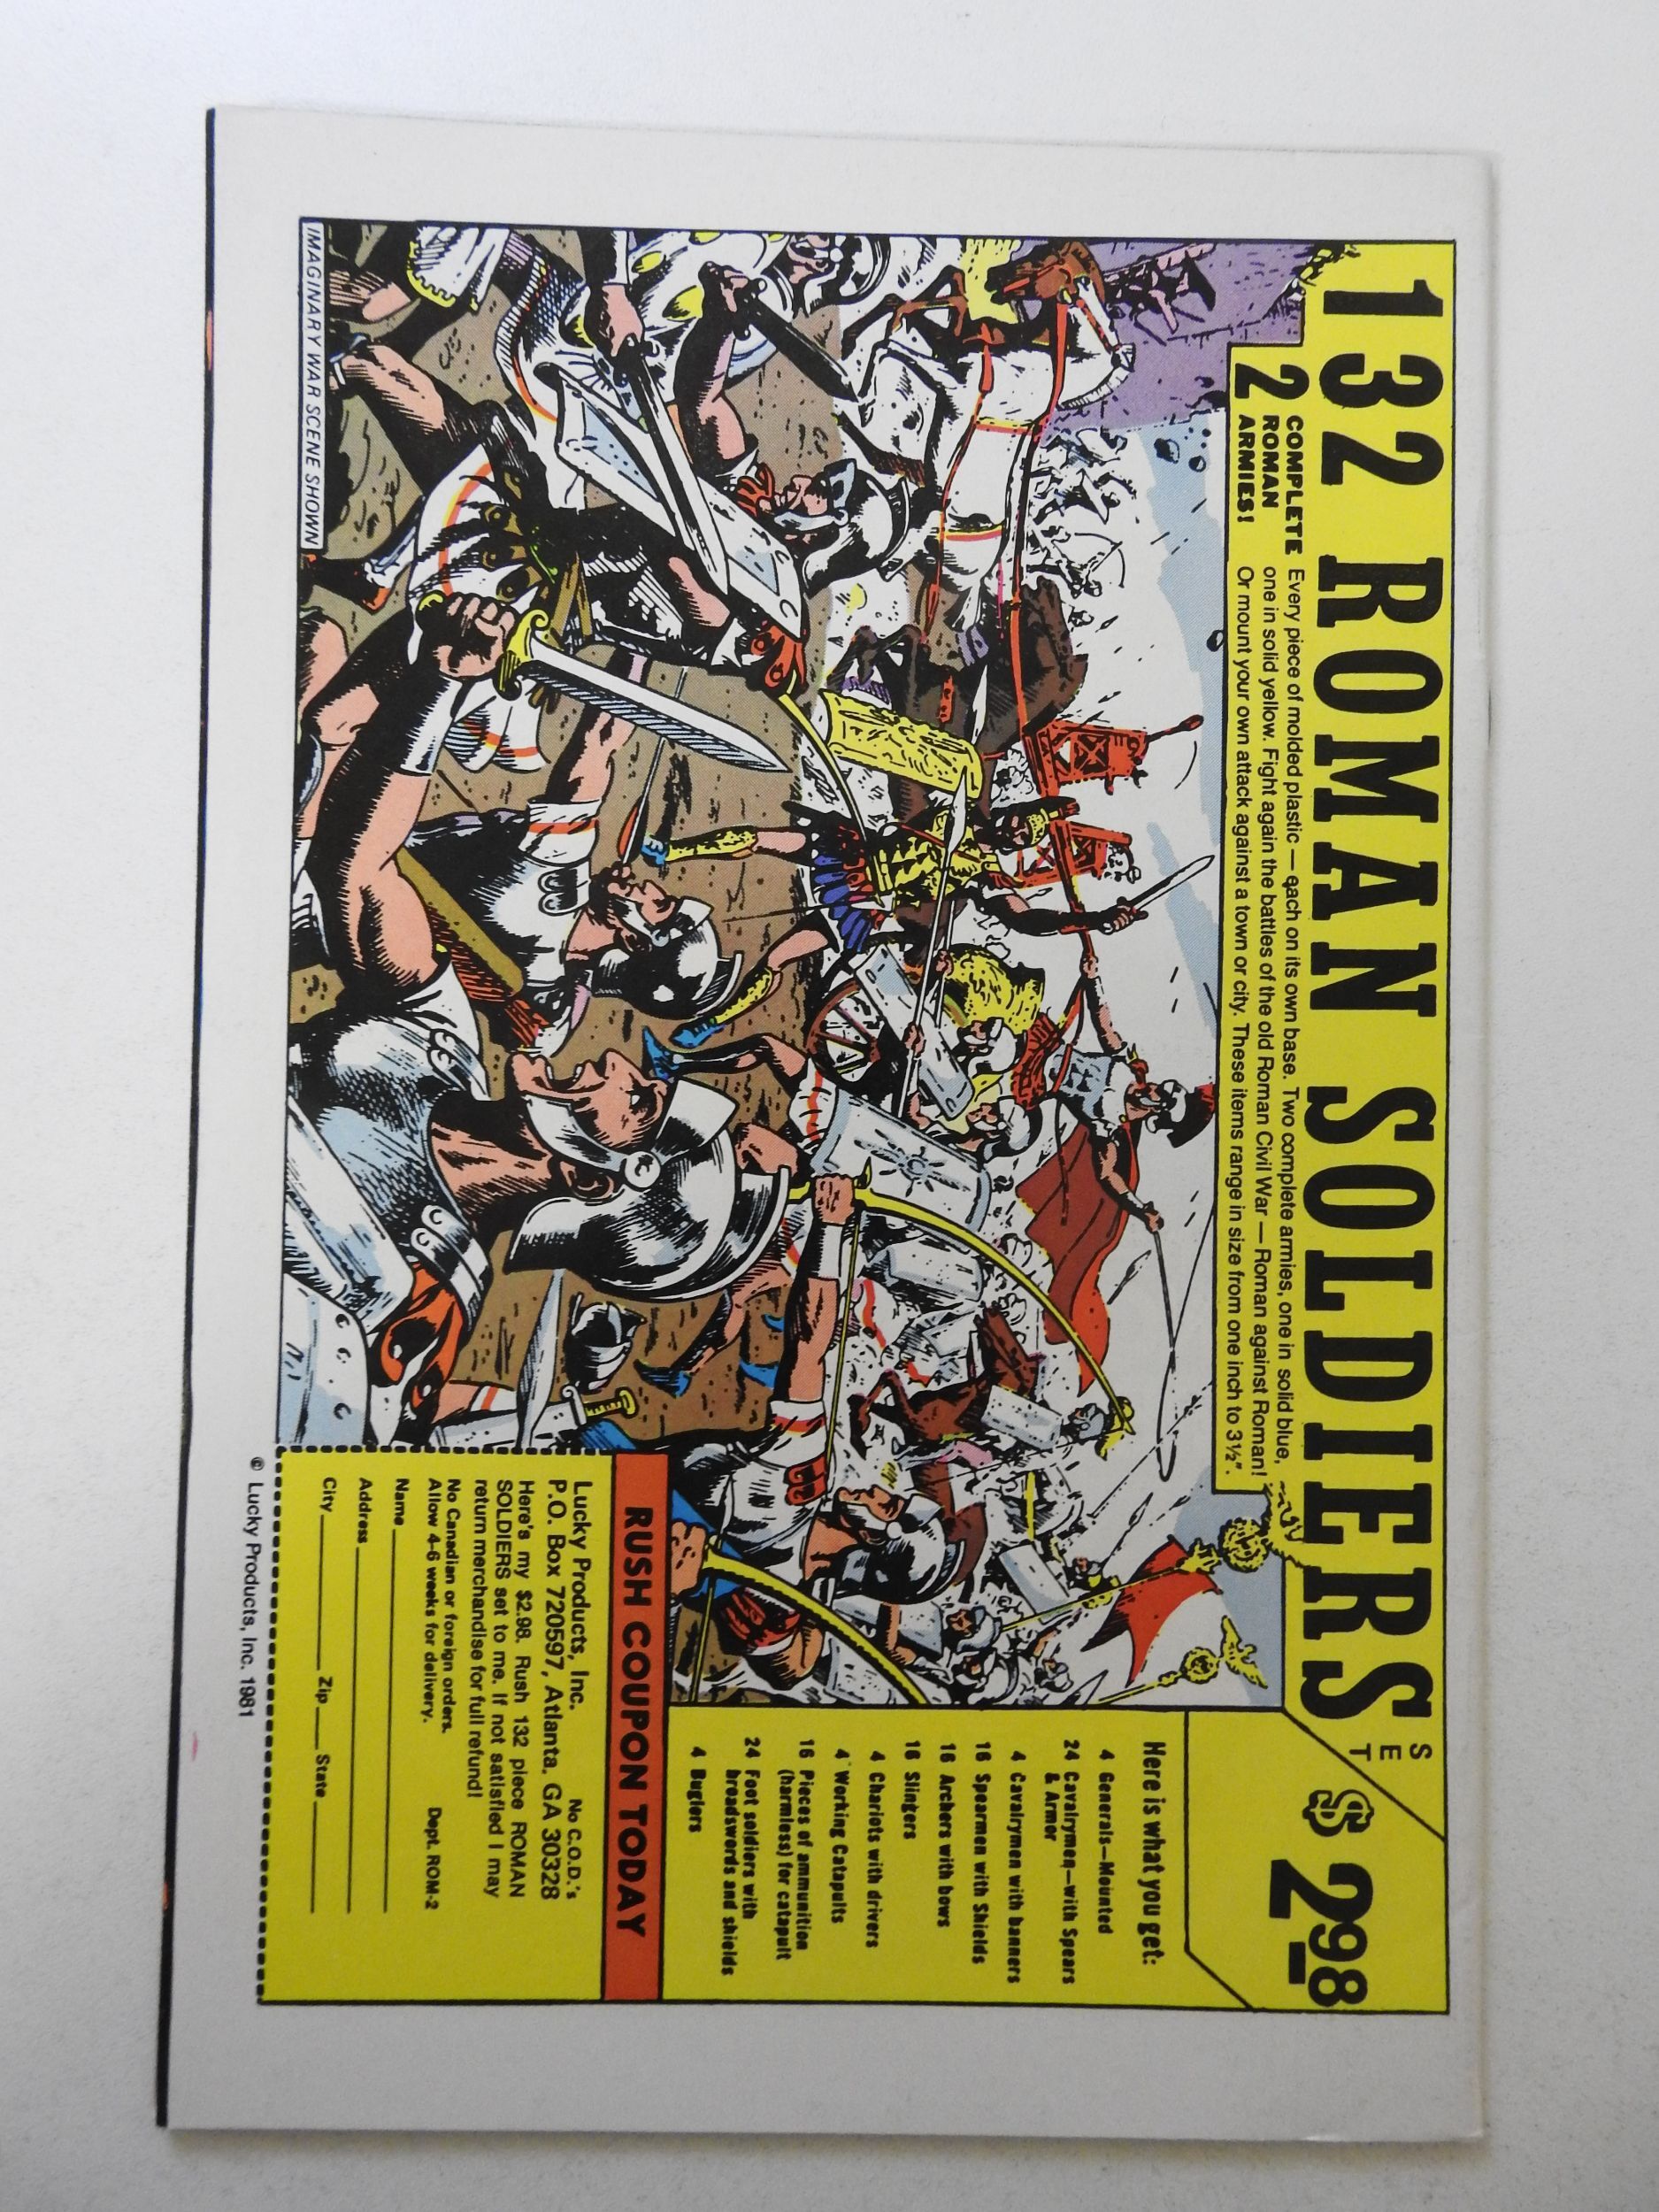 132 ROMAN SOLDIERS
SET
$2.98
2 COMPLETE
ROMAN
ARMIES!
Every piece of molded plastic — each on its own base. Two complete armies, one in solid blue,
one in solid yellow. Fight again the battles of the old Roman Civil War — Roman against Roman!
Or mount your own attack against a town or city. These items range in size from one inch to 3½".
Here is what you get:
4 Generals—Mounted
24 Cavalrymen—with Spears
& Armor
4 Cavalrymen with banners
16 Spearmen with Shields
16 Archers with bows
16 Slingers
4 Chariots with drivers
4 Working Catapults
16 Pieces of ammunition
(harmless) for catapult
24 Foot soldiers with
broadswords and shields
4 Buglers
IMAGINARY WAR SCENE SHOWN
RUSH COUPON TODAY
Lucky Products, Inc. No C.O.D.'s
P.O. Box 720597, Atlanta, GA 30328
Here's my $2.98. Rush 132 piece ROMAN
SOLDIERS set to me. If not satisfied I may
return merchandise for full refund!
No Canadian or foreign orders.
Allow 4-6 weeks for delivery. Dept. ROM-2
Name
Address
City Zip State
© Lucky Products, Inc. 1981